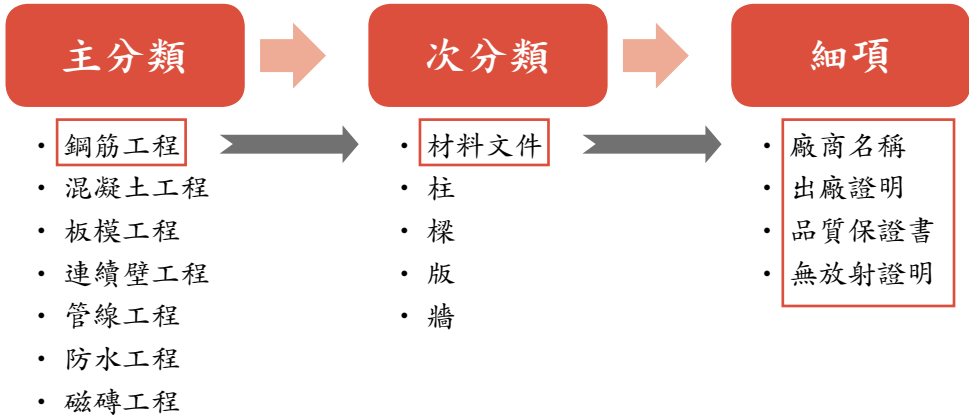 主分類
次分類
細項
・鋼筋工程
・混凝土工程
・板模工程
・連續壁工程
・管線工程
・防水工程
・磁磚工程
・材料文件
・柱
・樑
・版
・牆
・廠商名稱
・出廠證明
・品質保證書
・無放射證明